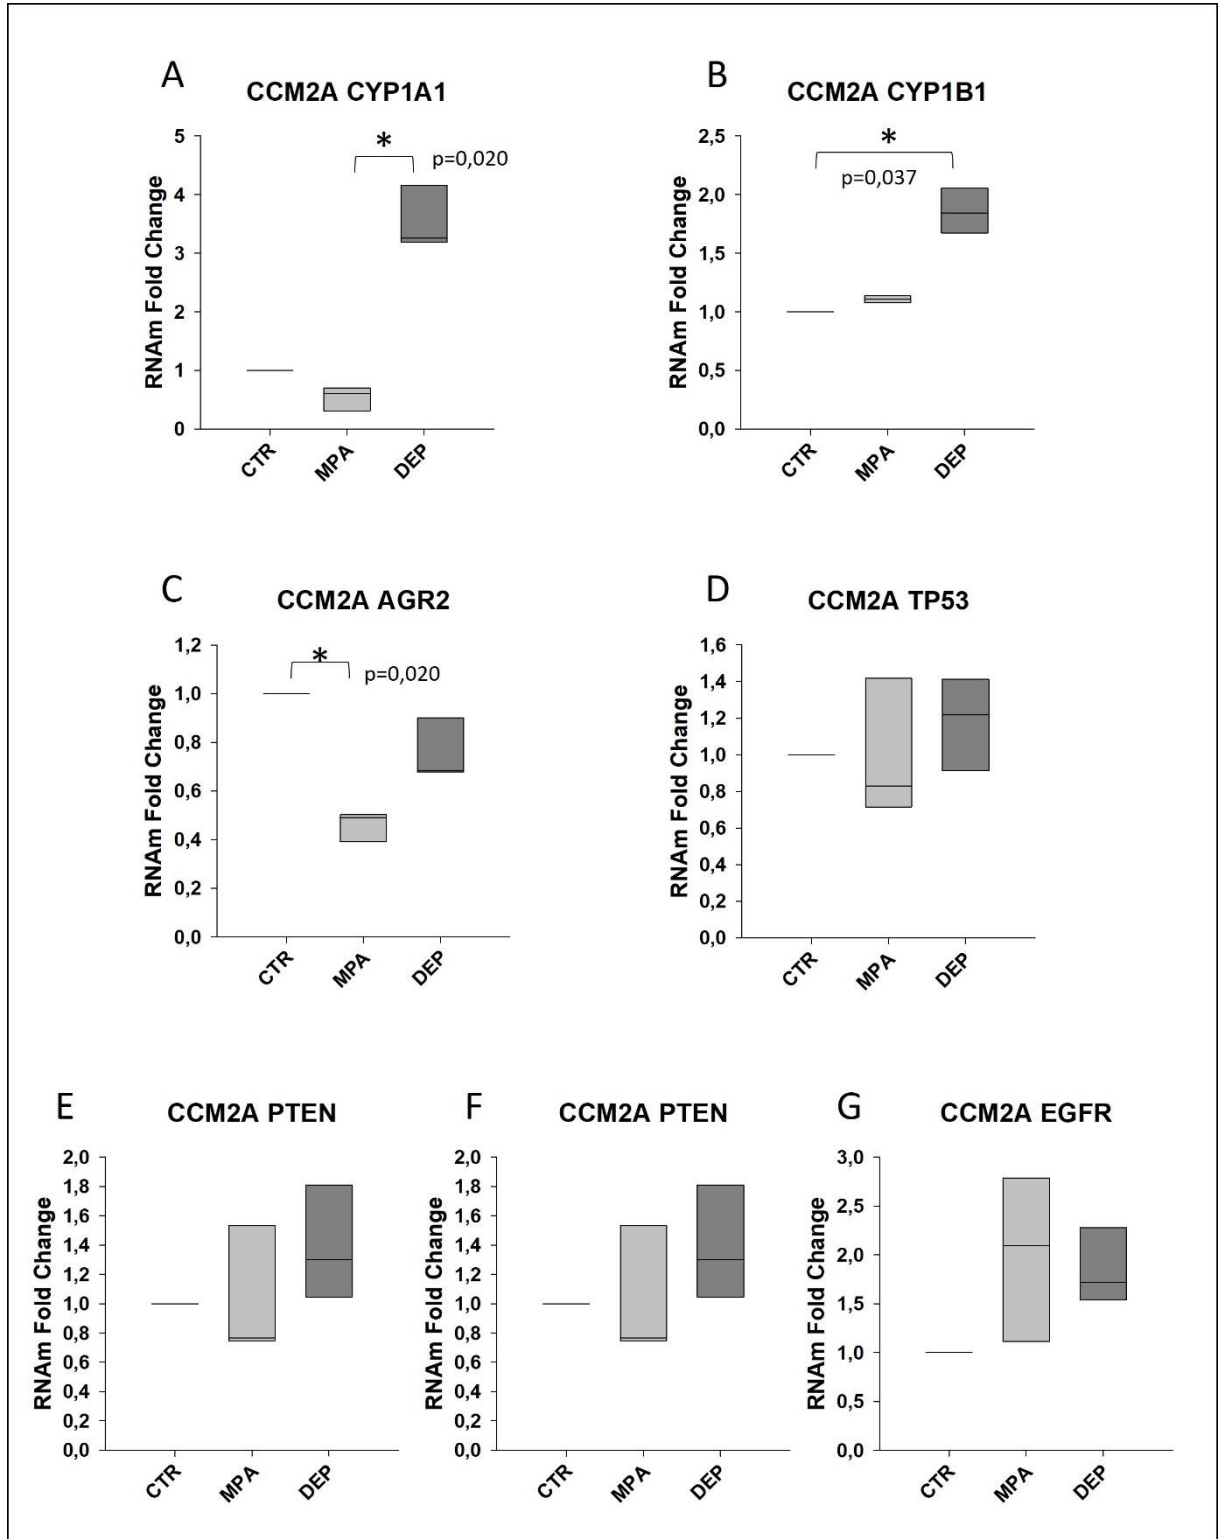 A
CCM2A CYP1A1
RNAm Fold Change
5
4
3
2
1
0
*
p=0,020
CTR
MPA
DEP
B
CCM2A CYP1B1
RNAm Fold Change
2,5
2,0
1,5
1,0
0,5
0,0
*
p=0,037
CTR
MPA
DEP
C
CCM2A AGR2
RNAm Fold Change
1,2
1,0
0,8
0,6
0,4
0,2
0,0
*
p=0,020
CTR
MPA
DEP
D
CCM2A TP53
RNAm Fold Change
1,6
1,4
1,2
1,0
0,8
0,6
0,4
0,2
0,0
CTR
MPA
DEP
E
CCM2A PTEN
RNAm Fold Change
2,0
1,8
1,6
1,4
1,2
1,0
0,8
0,6
0,4
0,2
0,0
CTR
MPA
DEP
F
CCM2A PTEN
RNAm Fold Change
2,0
1,8
1,6
1,4
1,2
1,0
0,8
0,6
0,4
0,2
0,0
CTR
MPA
DEP
G
CCM2A EGFR
RNAm Fold Change
3,0
2,5
2,0
1,5
1,0
0,5
0,0
CTR
MPA
DEP